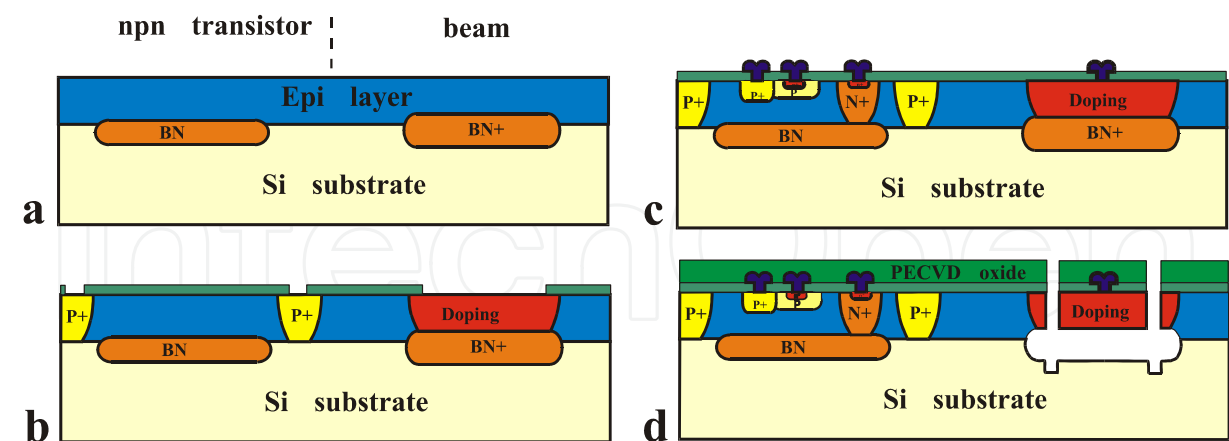 npn transistor
beam
Epi layer
BN
BN+
Si substrate
a
P+
P+
Doping
BN
BN+
Si substrate
b
P+
P+
P
N+
P+
Doping
BN
BN+
Si substrate
c
PECVD oxide
P+
P+
P
N+
P+
Doping
BN
Si substrate
d
IntechOpen